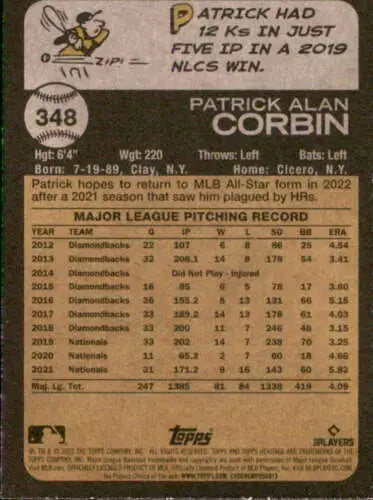 PATRICK HAD
12 Ks IN JUST
FIVE IP IN A 2019
NLCS WIN.
ZIP!
348
PATRICK ALAN
CORBIN
Hgt: 6'4" Wgt: 220 Throws: Left Bats: Left
Born: 7-19-89, Clay, N.Y. Home: Cicero, N.Y.
Patrick hopes to return to MLB All-Star form in 2022
after a 2021 season that saw him plagued by HRs.
MAJOR LEAGUE PITCHING RECORD
YEAR TEAM G IP W L SO BB ERA
2012 Diamondbacks 22 107 6 8 86 25 4.54
2013 Diamondbacks 32 208.1 14 8 178 54 3.41
2014 Diamondbacks Did Not Play - Injured
2015 Diamondbacks 16 85 6 5 78 17 3.60
2016 Diamondbacks 36 155.2 5 13 131 66 5.15
2017 Diamondbacks 33 189.2 14 13 178 61 4.03
2018 Diamondbacks 33 200 11 7 246 48 3.15
2019 Nationals 33 202 14 7 238 70 3.25
2020 Nationals 11 65.2 2 7 60 18 4.66
2021 Nationals 31 171.2 9 16 143 60 5.82
Maj. Lg. Tot. 247 1385 81 84 1338 419 4.09
Topps
PLAYERS